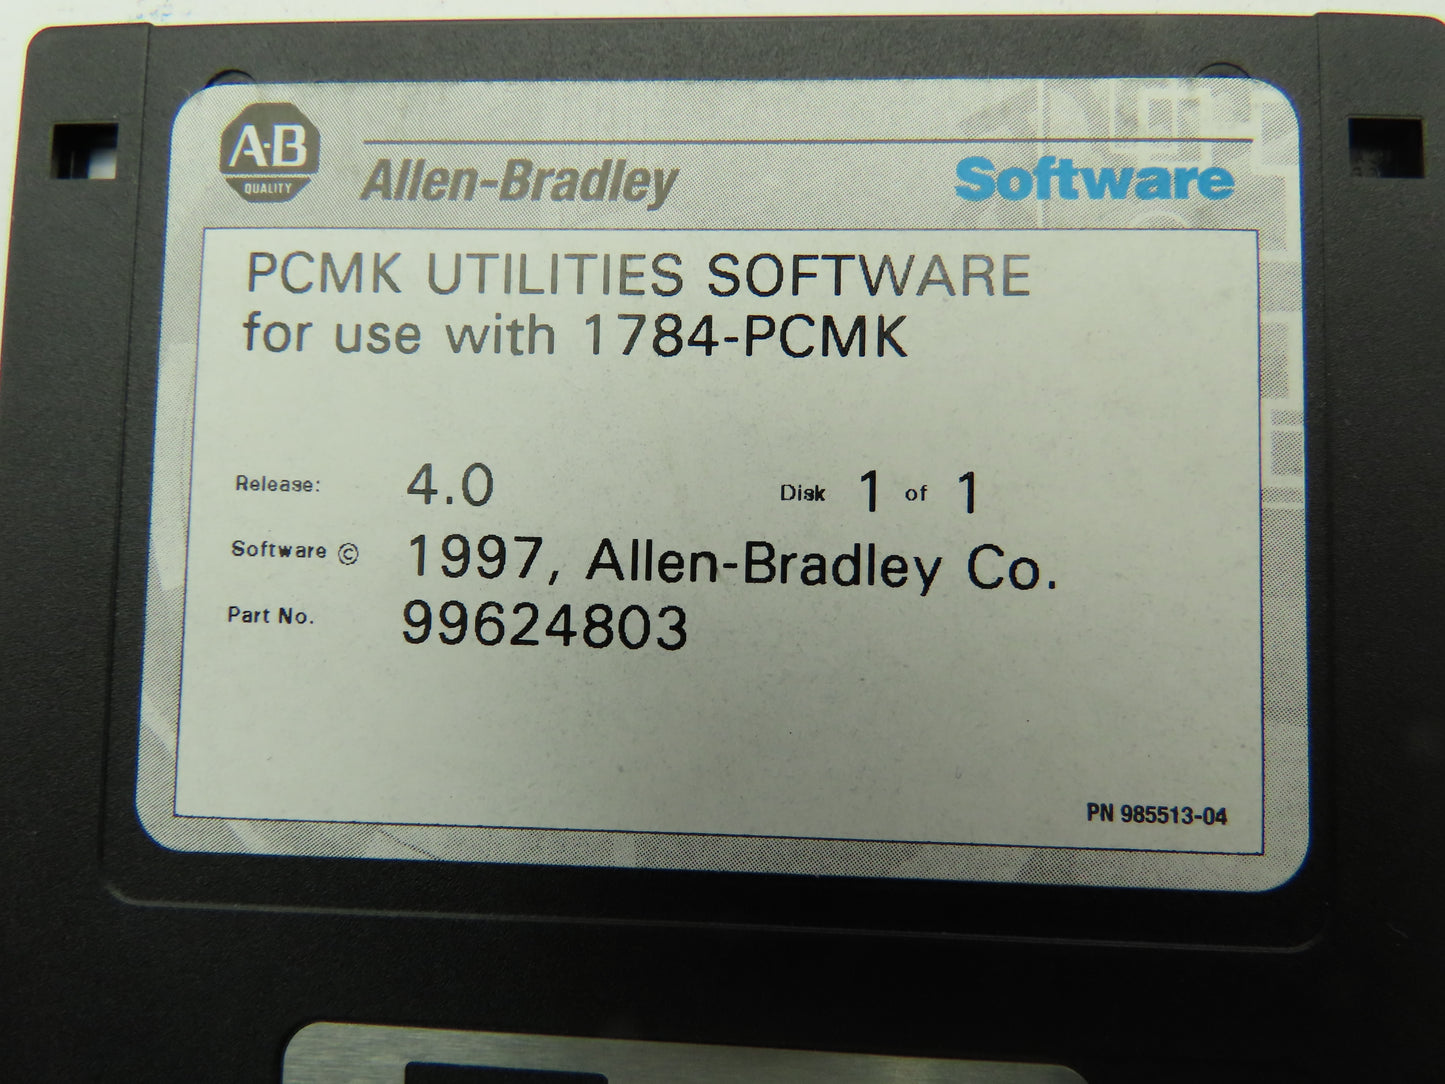 A-B
QUALITY
Allen-Bradley Software
PCMK UTILITIES SOFTWARE
for use with 1784-PCMK
Release: 4.0 Disk 1 of 1
Software © 1997, Allen-Bradley Co.
Part No. 99624803
PN 985513-04